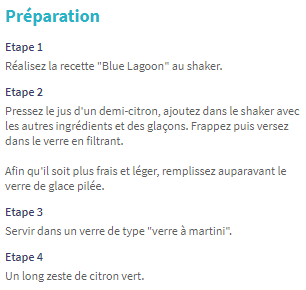 Préparation
Etape 1
Réalisez la recette "Blue Lagoon" au shaker.
Etape 2
Pressez le jus d'un demi-citron, ajoutez dans le shaker avec
les autres ingrédients et des glaçons. Frappez puis versez
dans le verre en filtrant.
Afin qu'il soit plus frais et léger, remplissez auparavant le
verre de glace pilée.
Etape 3
Servir dans un verre de type "verre à martini".
Etape 4
Un long zeste de citron vert.